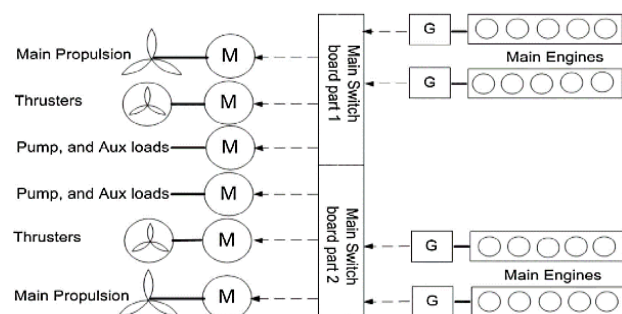 Main Propulsion
M
G
Main Engines
Thrusters
M
G
Pump, and Aux loads
M
Main Switch
board part 1
Pump, and Aux loads
M
Thrusters
M
G
Main Engines
Main Propulsion
M
G
Main Switch
board part 2